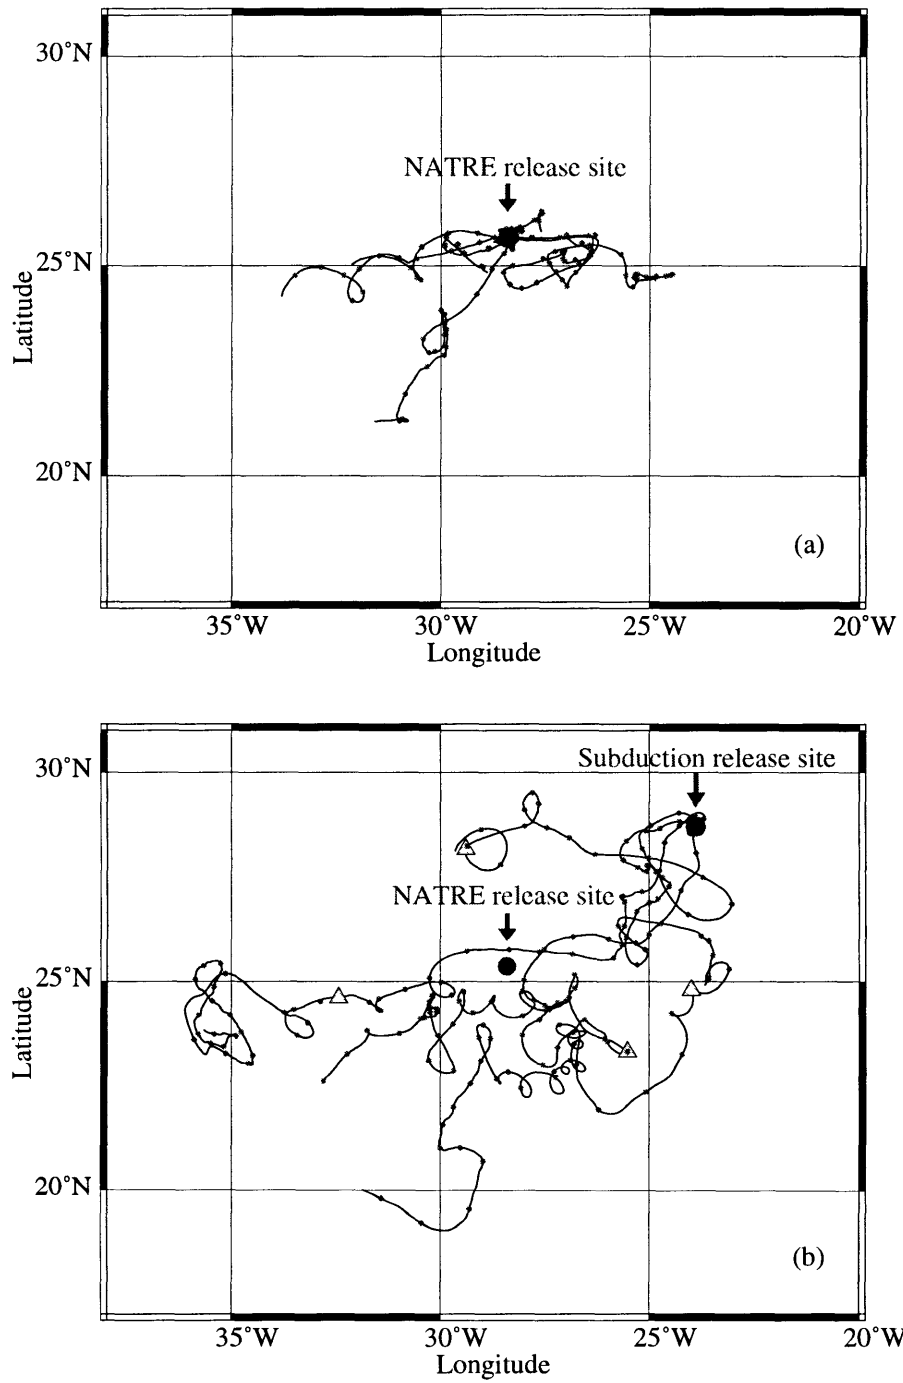 30°N
NATRE release site
25°N
Latitude
20°N
(a)
35°W 30°W 25°W 20°W
Longitude
Subduction release site
30°N
NATRE release site
25°N
Latitude
20°N
(b)
35°W 30°W 25°W 20°W
Longitude